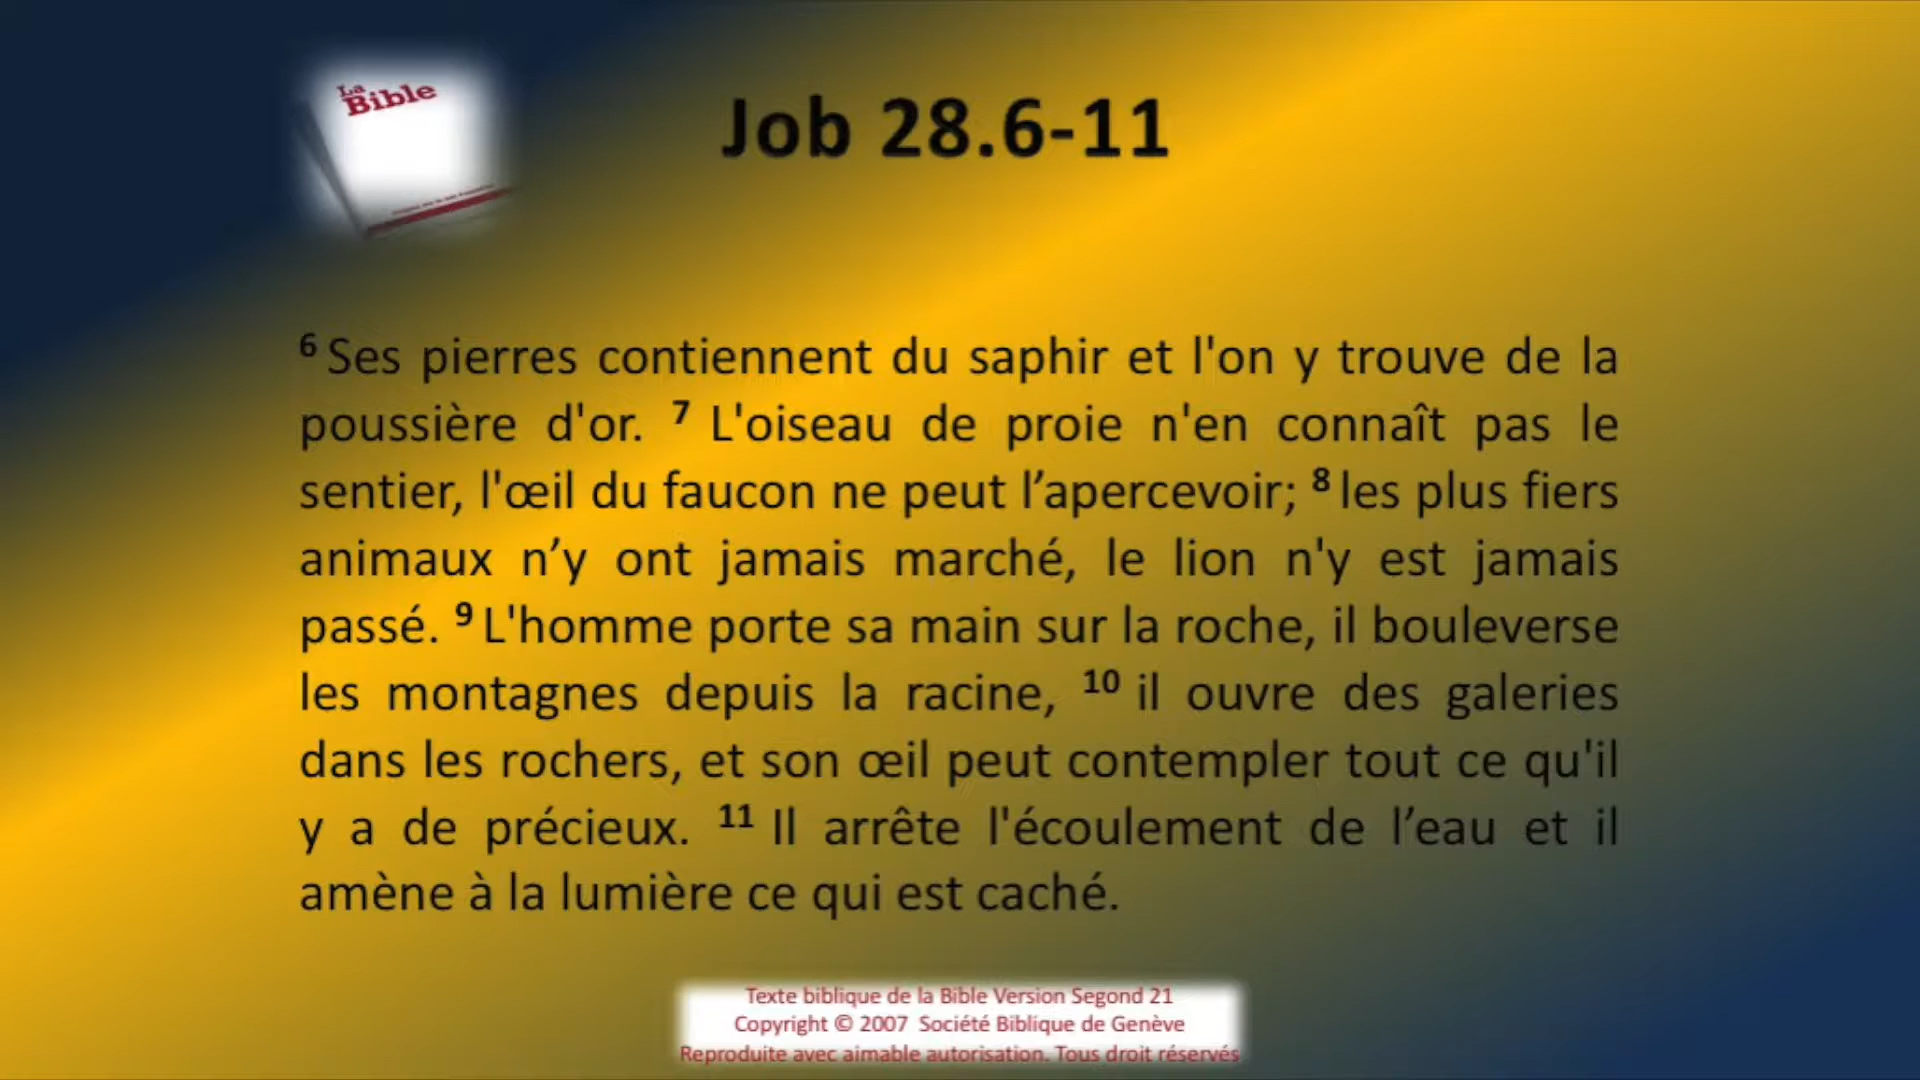 La
Bible
Job 28.6-11
6 Ses pierres contiennent du saphir et l'on y trouve de la
poussière d'or. 7 L'oiseau de proie n'en connaît pas le
sentier, l'œil du faucon ne peut l’apercevoir; 8 les plus fiers
animaux n’y ont jamais marché, le lion n'y est jamais
passé. 9 L'homme porte sa main sur la roche, il bouleverse
les montagnes depuis la racine, 10 il ouvre des galeries
dans les rochers, et son œil peut contempler tout ce qu'il
y a de précieux. 11 Il arrête l'écoulement de l’eau et il
amène à la lumière ce qui est caché.
Texte biblique de la Bible Version Segond 21
Copyright © 2007 Société Biblique de Genève
Reproduite avec aimable autorisation. Tous droit réservés